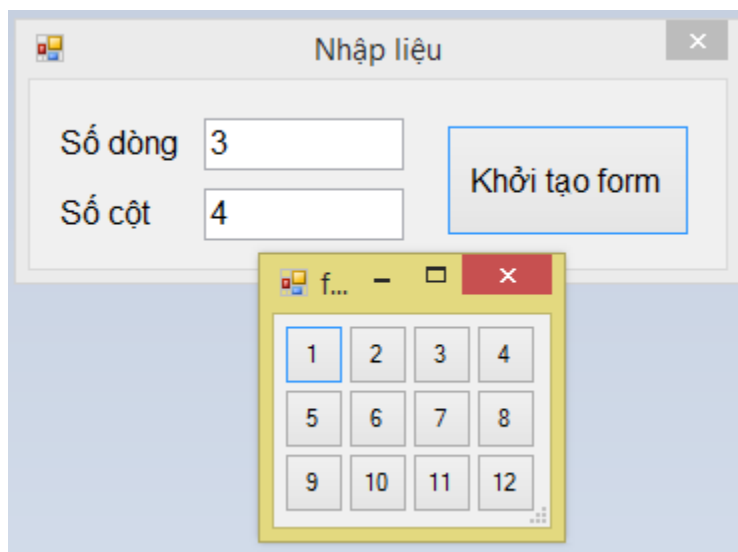 Nhập liệu
Số dòng 3
Khởi tạo form
Số cột 4
f...
1 2 3 4
5 6 7 8
9 10 11 12